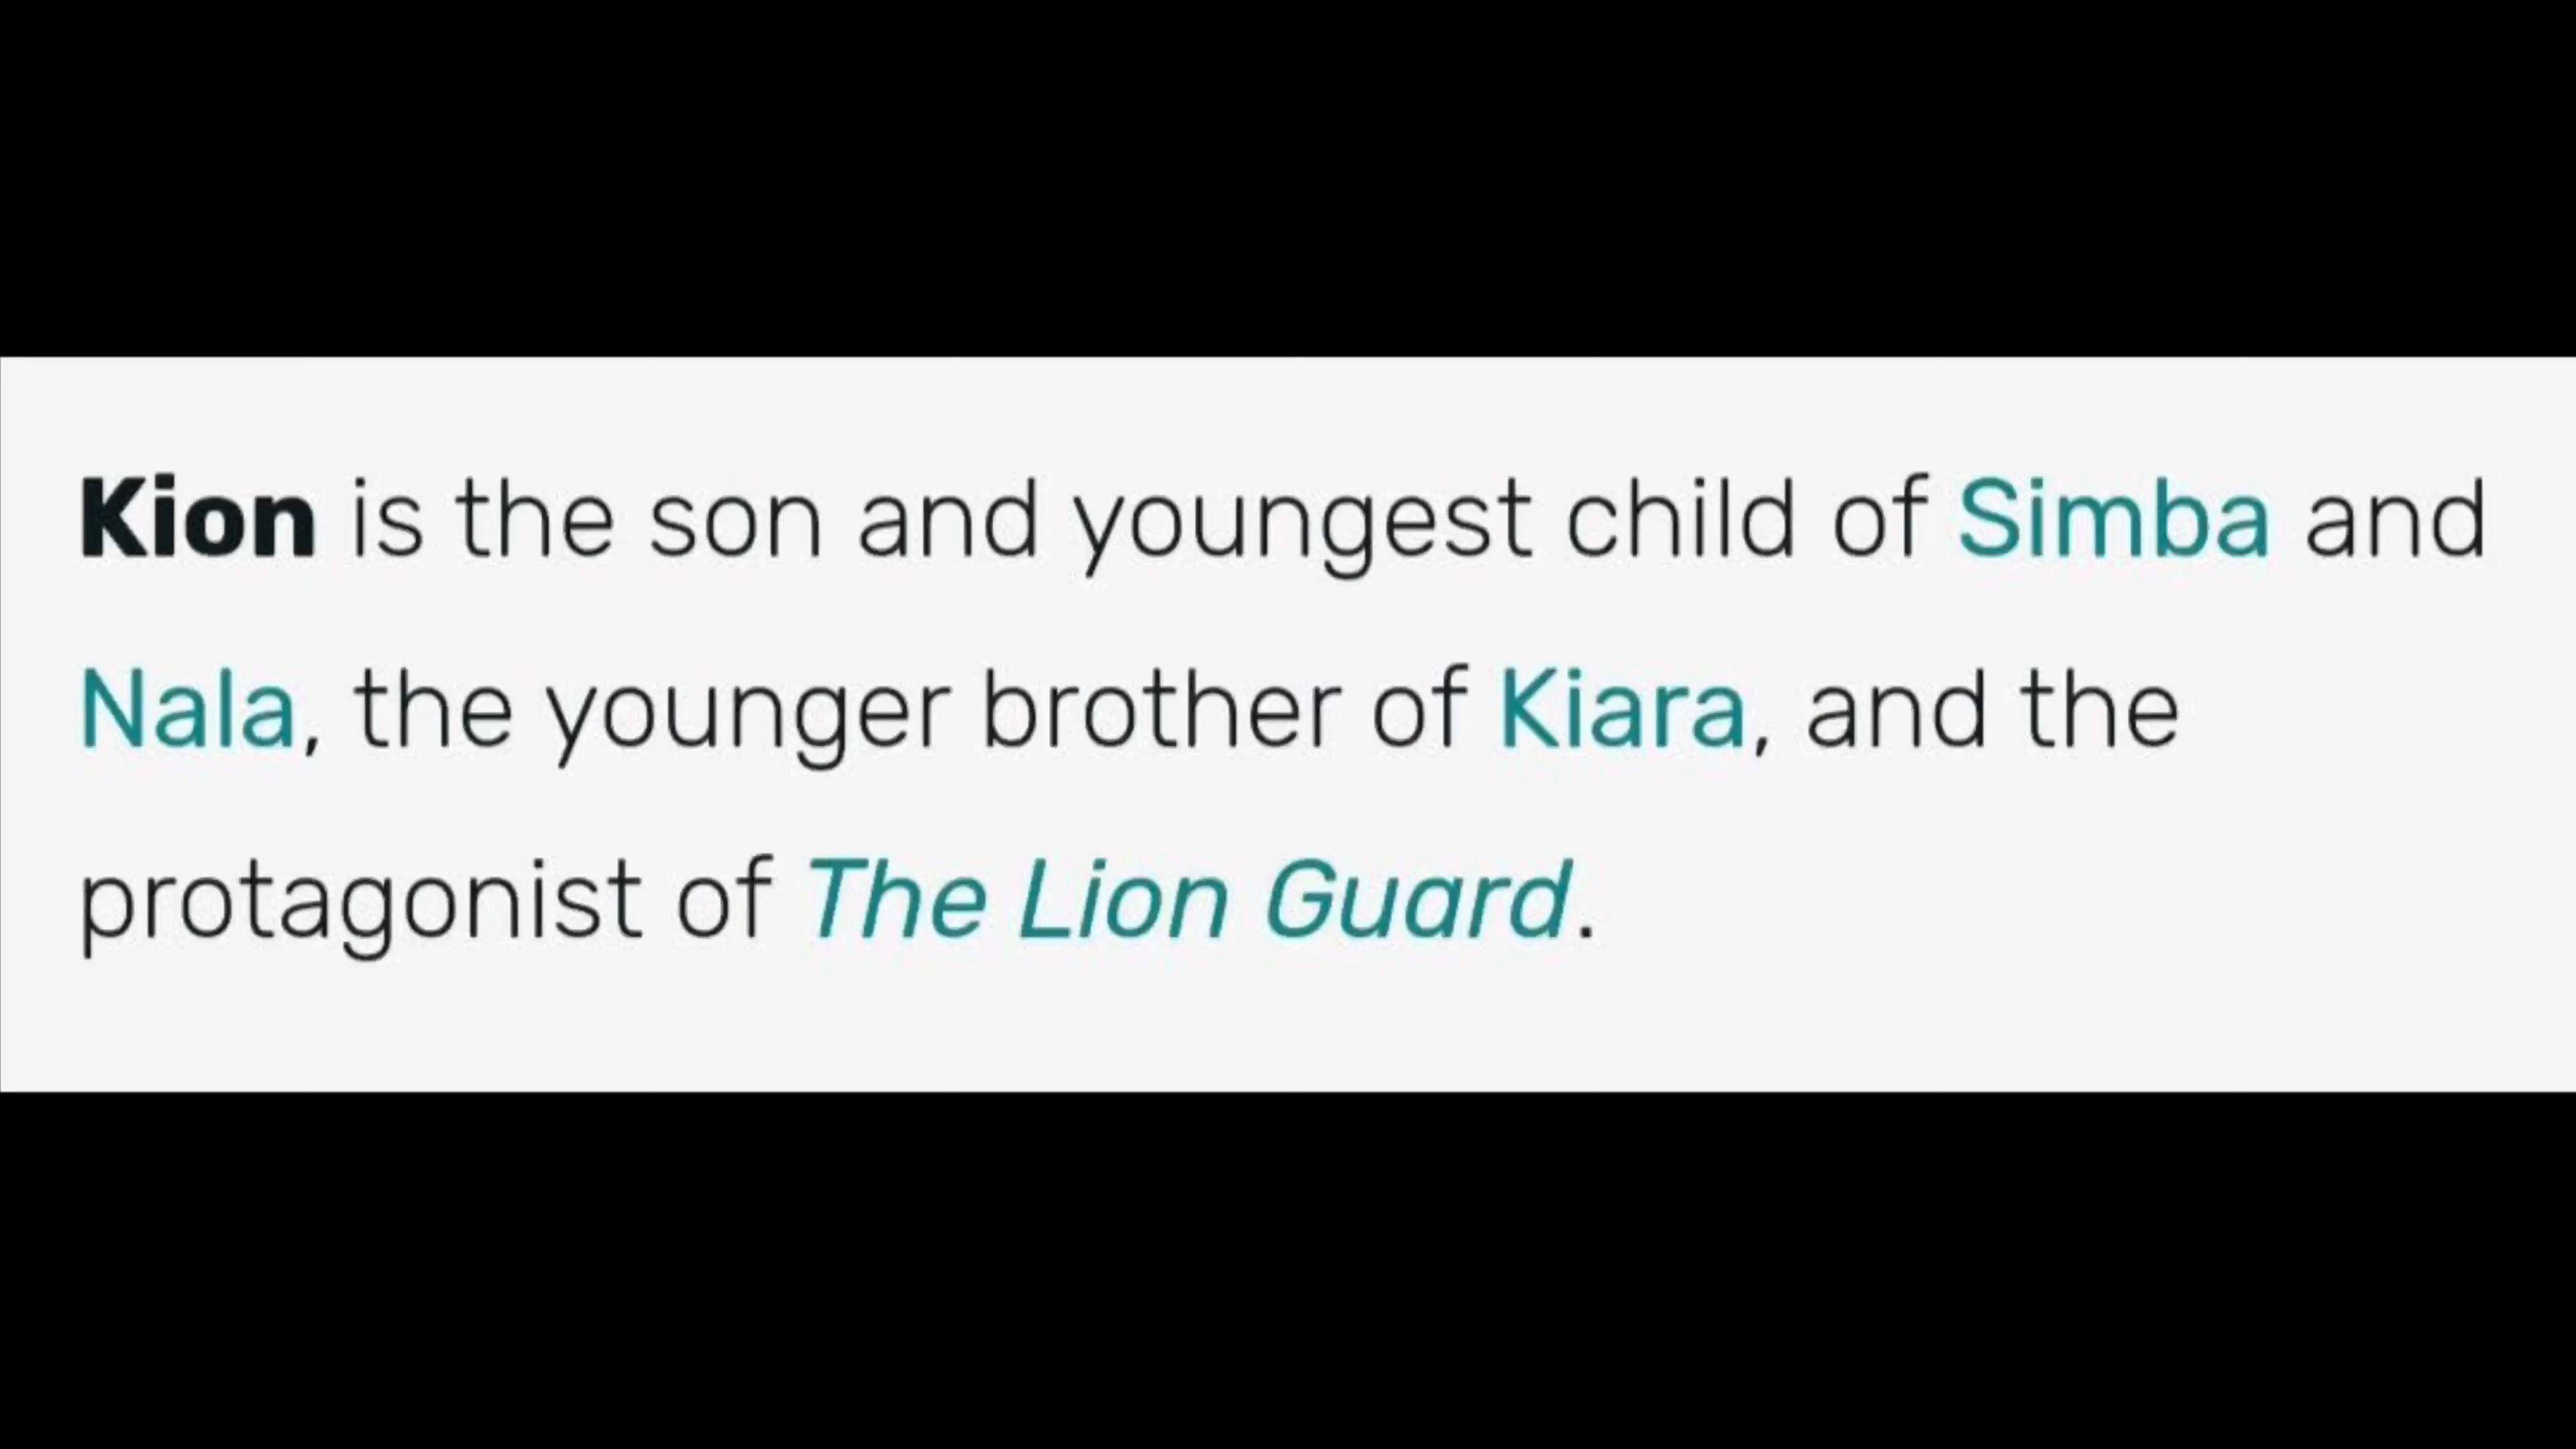 Kion is the son and youngest child of Simba and
Nala, the younger brother of Kiara, and the
protagonist of The Lion Guard.